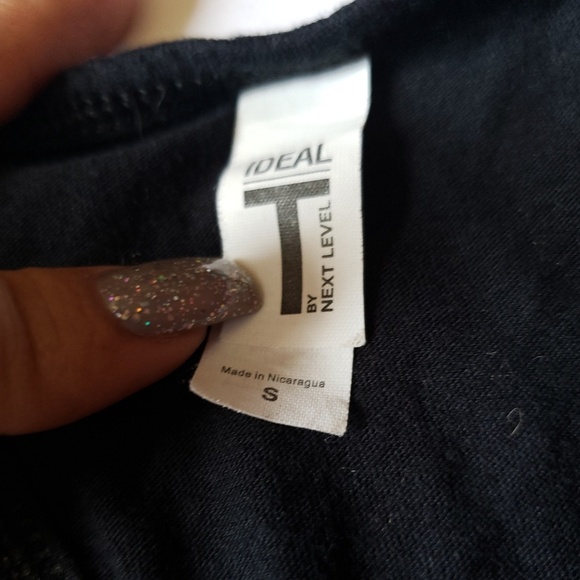 IDEAL
T
BY
NEXT LEVEL
Made in Nicaragua
S